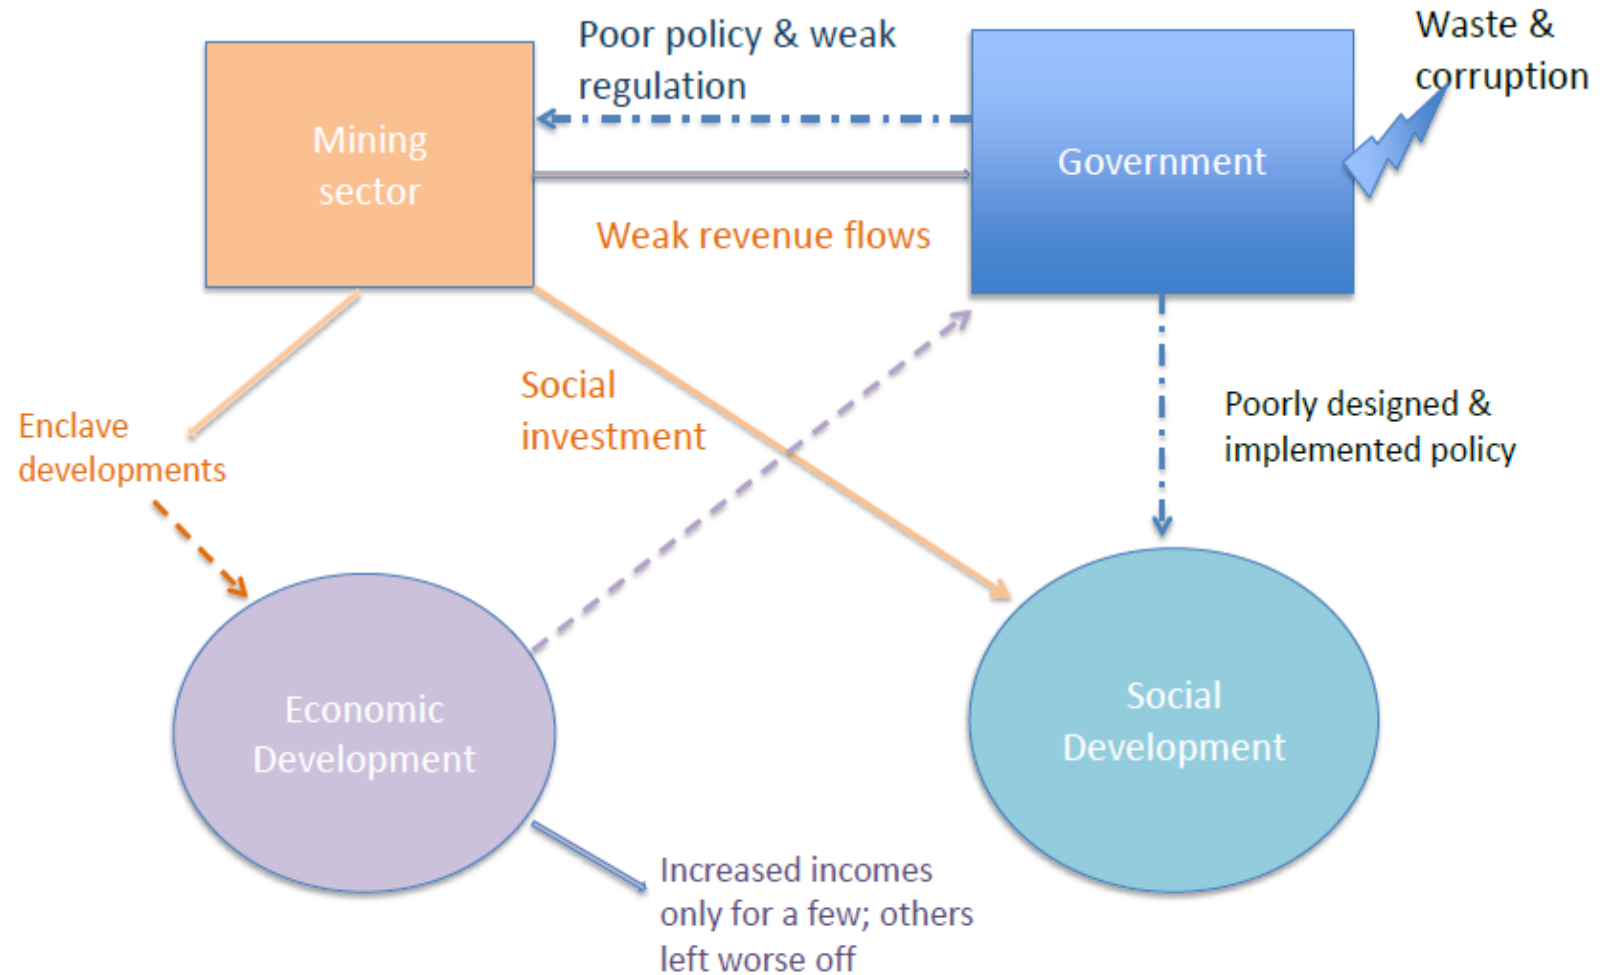 Poor policy & weak
regulation
Waste &
corruption
Mining
sector
Government
Weak revenue flows
Social
investment
Enclave
developments
Poorly designed &
implemented policy
Economic
Development
Social
Development
Increased incomes
only for a few; others
left worse off